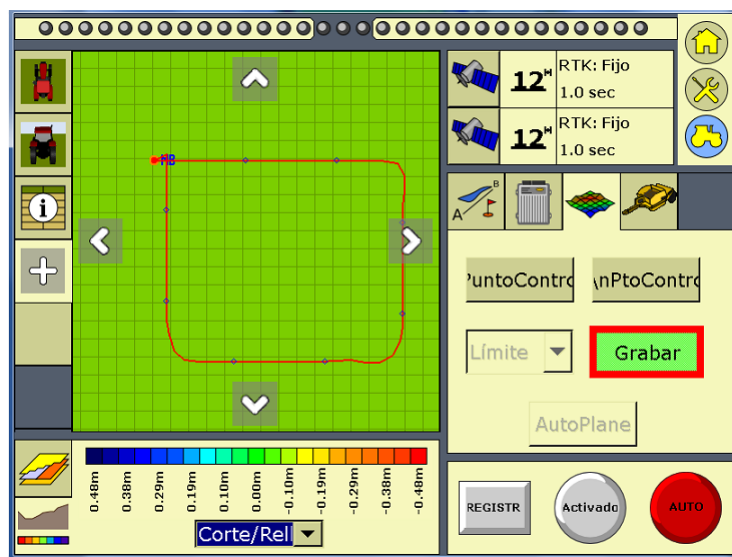 12"
RTK: Fijo
1.0 sec
12"
RTK: Fijo
1.0 sec
A
B
MB
PuntoContro
\nPtoContro
Límite
Grabar
AutoPlane
0.48m
0.38m
0.29m
0.19m
0.10m
0.00m
-0.10m
-0.19m
-0.29m
-0.38m
-0.48m
Corte/Rell
REGISTR
Activado
AUTO